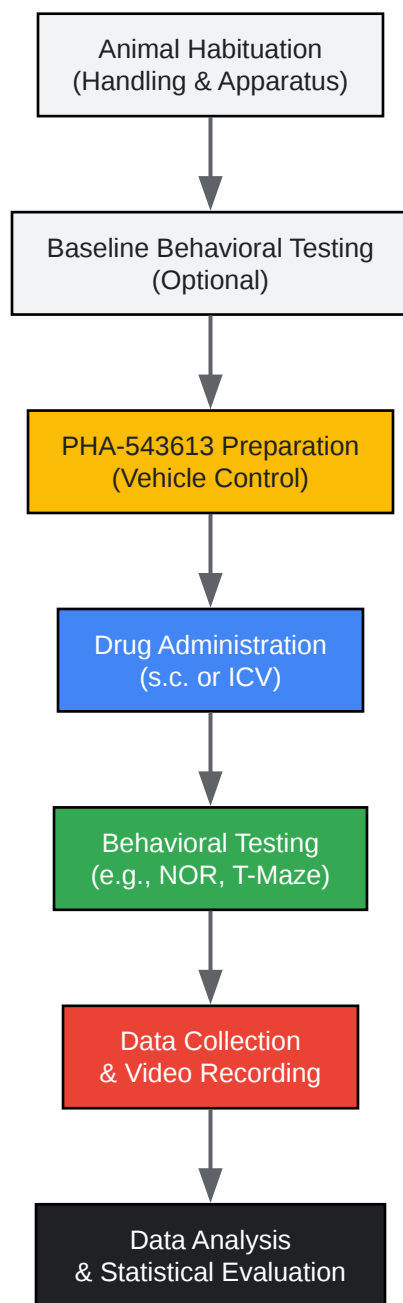 Animal Habituation
(Handling & Apparatus)
Baseline Behavioral Testing
(Optional)
PHA-543613 Preparation
(Vehicle Control)
Drug Administration
(s.c. or ICV)
Behavioral Testing
(e.g., NOR, T-Maze)
Data Collection
& Video Recording
Data Analysis
& Statistical Evaluation